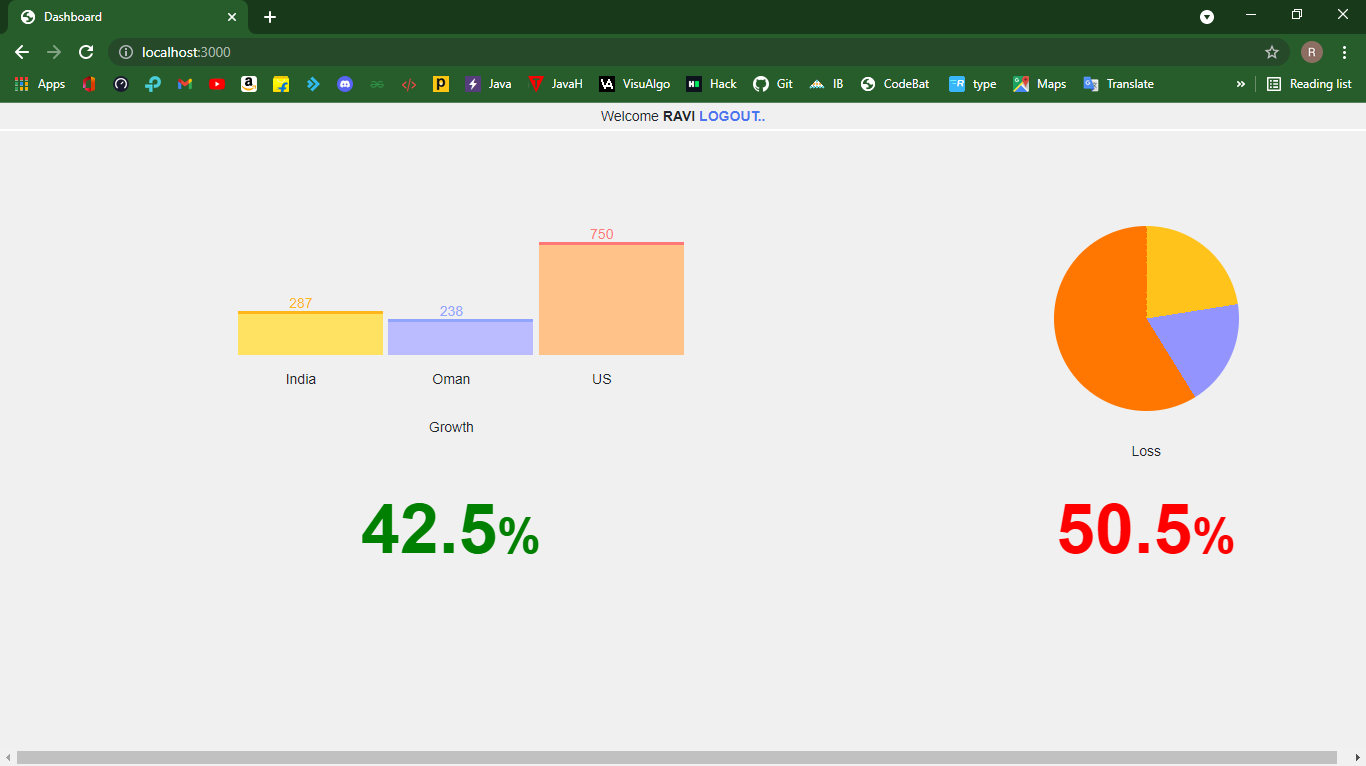 Dashboard
localhost:3000
R
Apps Java JavaH VisuAlgo Hack Git IB CodeBat type Maps Translate » Reading list
Welcome RAVI LOGOUT..
750
287
238
India Oman US
Growth
Loss
42.5%
50.5%